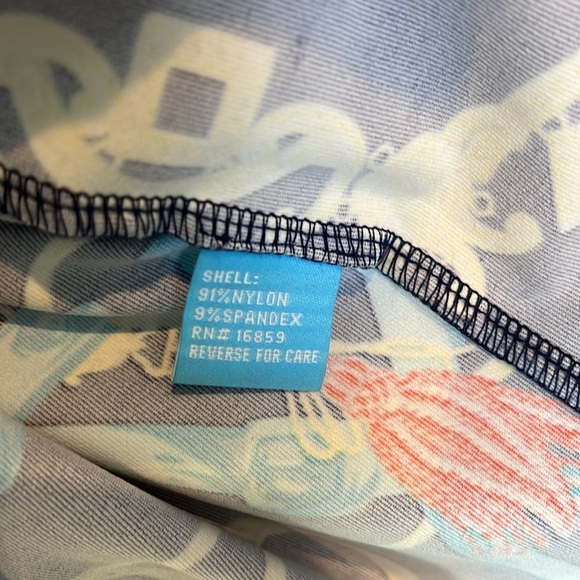 SHELL:
91%NYLON
9%SPANDEX
RN# 16859
REVERSE FOR CARE